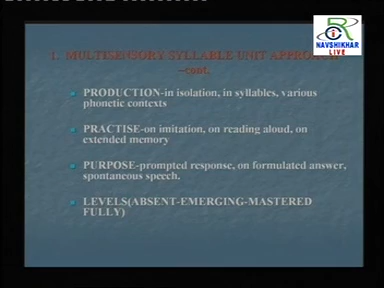 NAVSHIKHAR
LIVE
1. MULTISENSORY SYLLABLE UNIT APPROACH
-cont.
PRODUCTION-in isolation, in syllables, various
phonetic contexts
PRACTISE-on imitation, on reading aloud, on
extended memory
PURPOSE-prompted response, on formulated answer,
spontaneous speech.
LEVELS(ABSENT-EMERGING-MASTERED
FULLY)